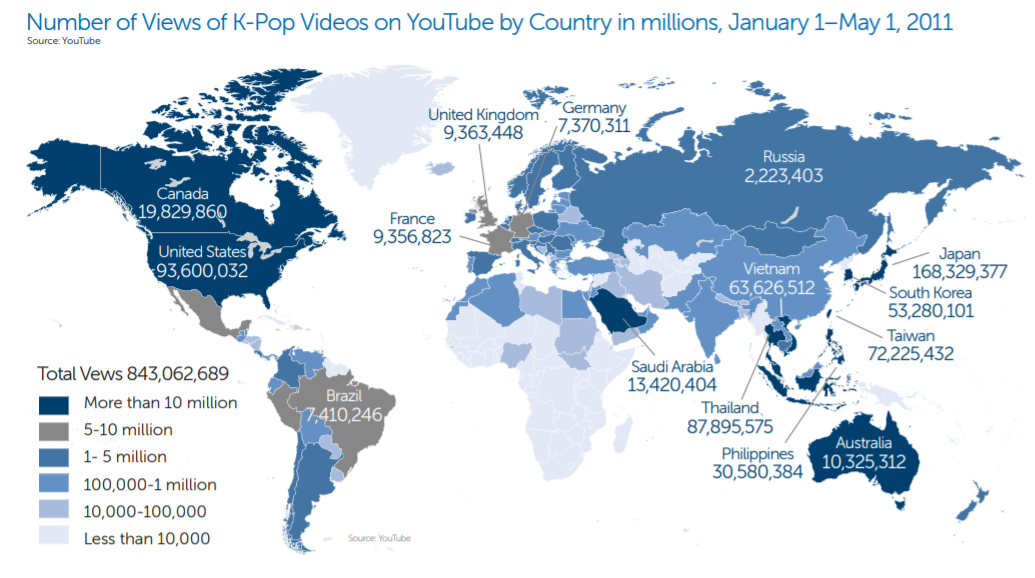 Number of Views of K-Pop Videos on YouTube by Country in millions, January 1–May 1, 2011
Source: YouTube
United Kingdom
9,363,448
Germany
7,370,311
Russia
2,223,403
Canada
19,829,860
France
9,356,823
United States
93,600,032
Japan
168,329,377
Vietnam
63,626,512
South Korea
53,280,101
Taiwan
72,225,432
Saudi Arabia
13,420,404
Thailand
87,895,575
Philippines
30,580,384
Brazil
7,410,246
Australia
10,325,312
Total Vews 843,062,689
More than 10 million
5-10 million
1- 5 million
100,000-1 million
10,000-100,000
Less than 10,000
Source: YouTube